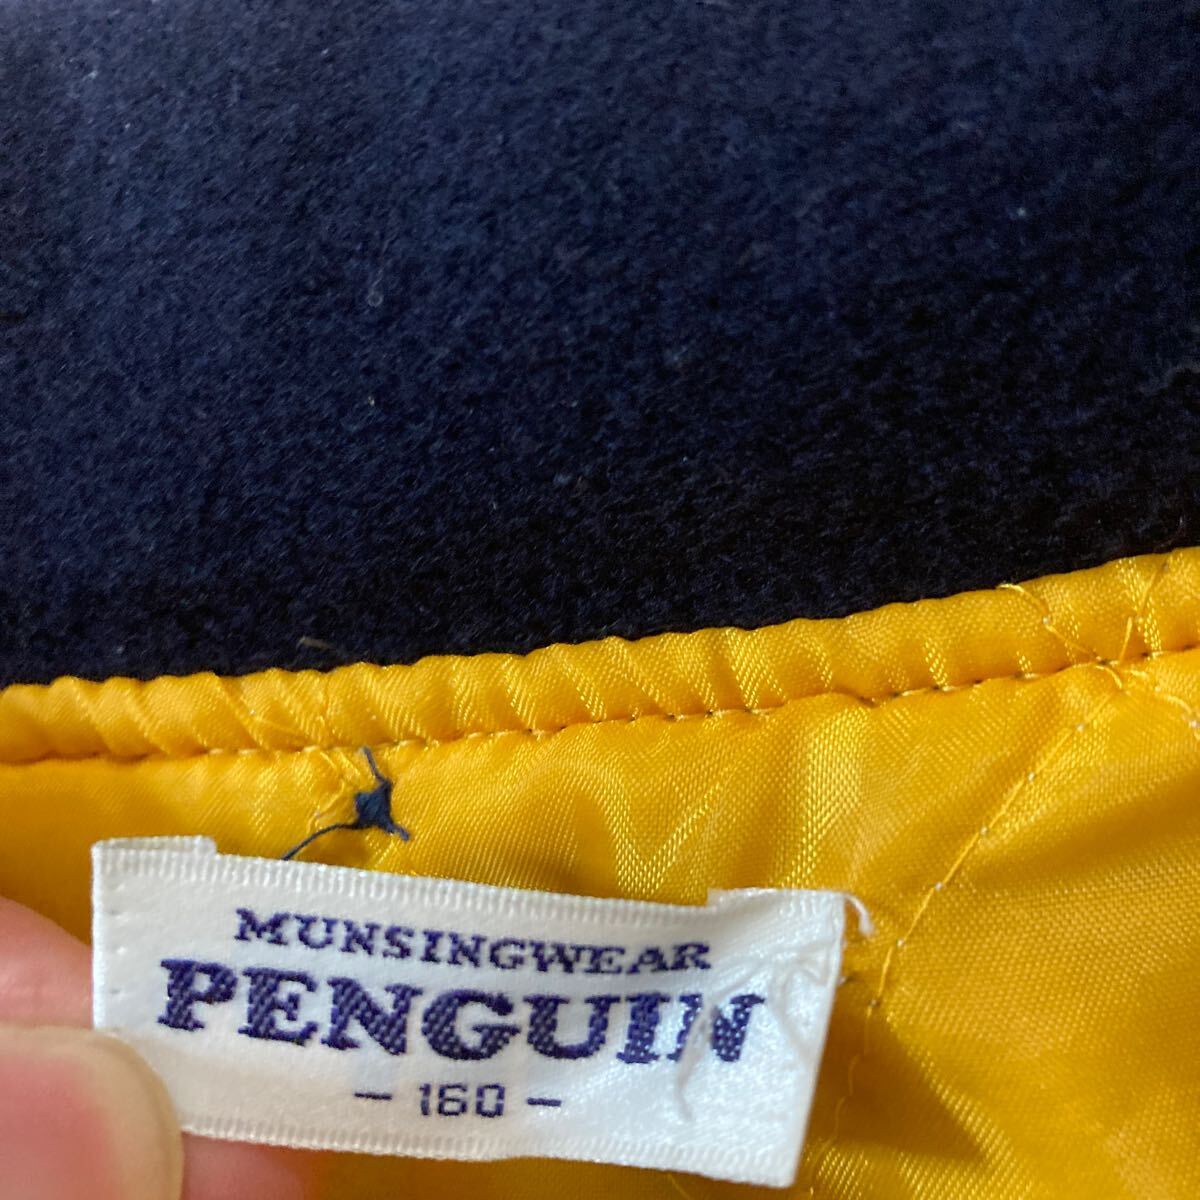 MUNSINGWEAR
PENGUIN
- 160 -